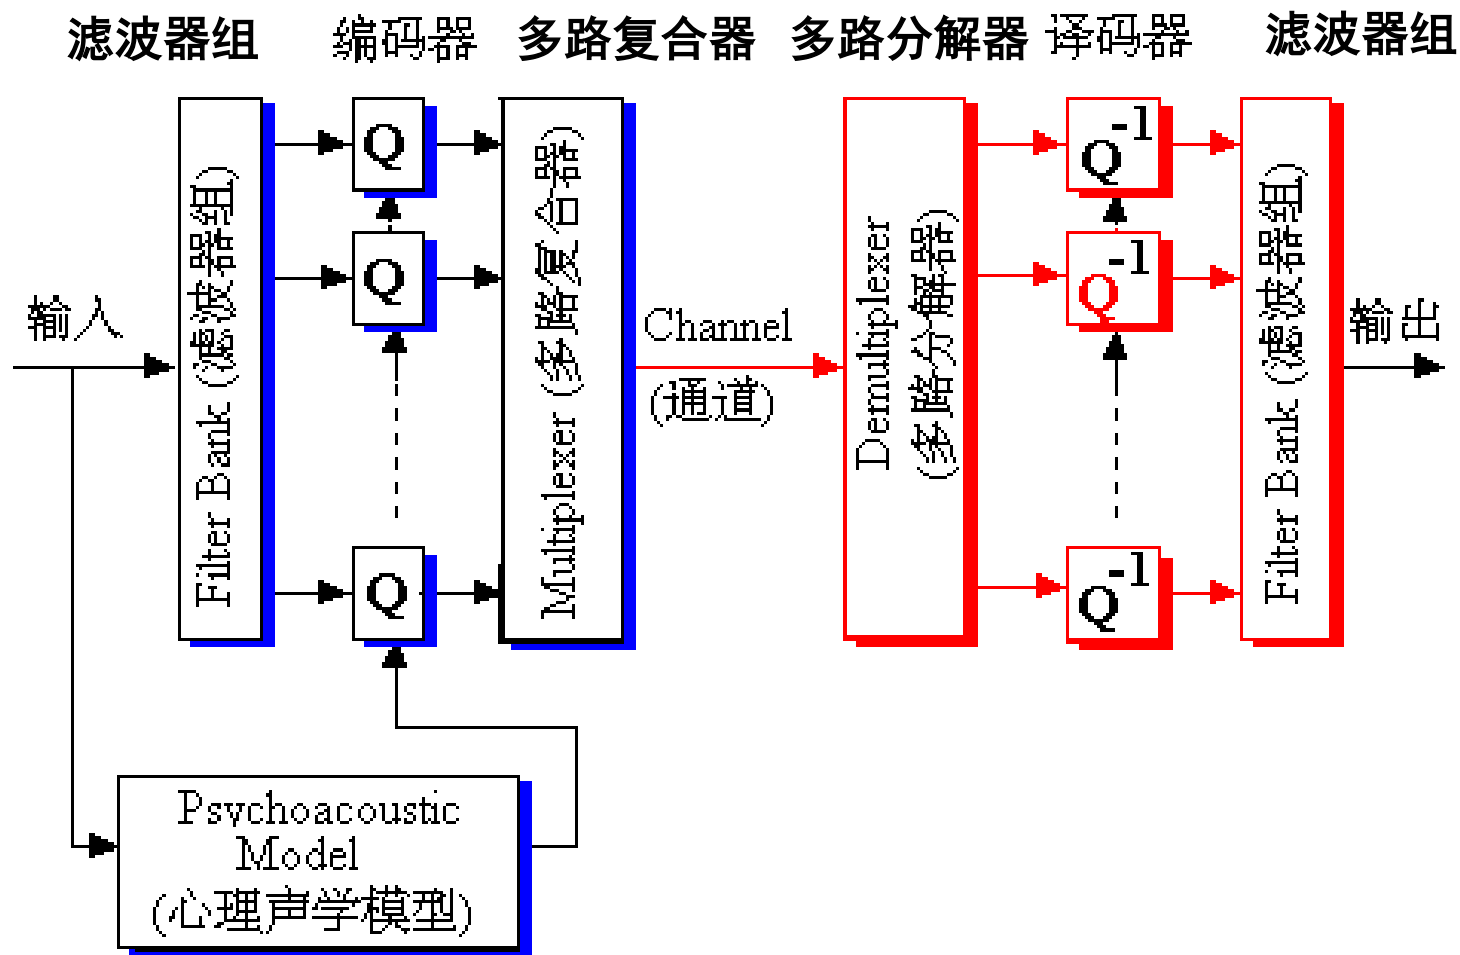 滤波器组 编码器 多路复合器 多路分解器 译码器 滤波器组
输入
Filter Bank (滤波器组)
Q
Q
Q
Multiplexer (多路复合器)
Channel
(通道)
Demultiplexer
(多路分解器)
Q-1
Q-1
Q-1
Filter Bank (滤波器组)
输出
Psychoacoustic
Model
(心理声学模型)